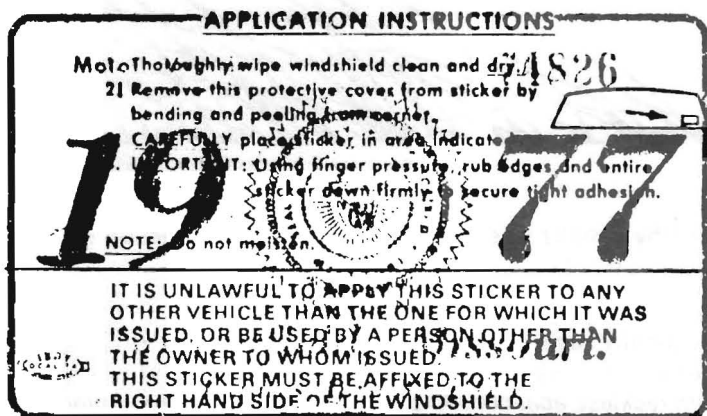 APPLICATION INSTRUCTIONS
Thoroughly wipe windshield clean and dry.
74826
2) Remove this protective cover from sticker by
bending and peeling from corner.
CAREFULLY place sticker in area indicated
IMPORTANT: Using finger pressure, rub edges and entire
sticker down firmly to secure tight adhesion.
1977
NOTE: Do not moisten.
IT IS UNLAWFUL TO APPLY THIS STICKER TO ANY
OTHER VEHICLE THAN THE ONE FOR WHICH IT WAS
ISSUED, OR BE USED BY A PERSON OTHER THAN
THE OWNER TO WHOM ISSUED.
THIS STICKER MUST BE AFFIXED TO THE
RIGHT HAND SIDE OF THE WINDSHIELD.